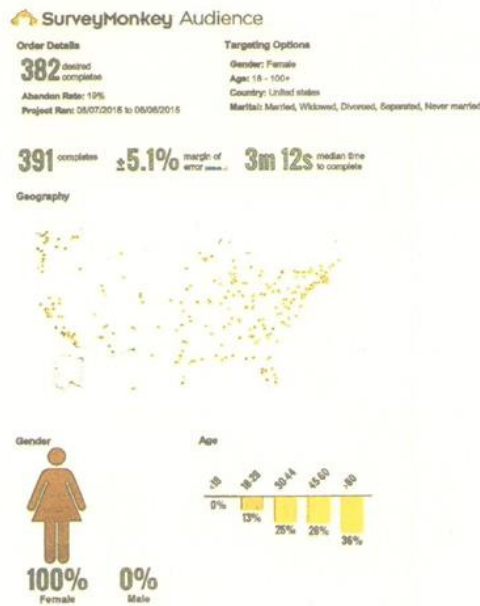 SurveyMonkey Audience
Order Details
382 desired completes
Abandon Rate: 19%
Project Ran: 08/07/2015 to 08/08/2015
Targeting Options
Gender: Female
Age: 18 - 100+
Country: United states
Marital: Married, Widowed, Divorced, Separated, Never married
391 completes ±5.1% margin of error 3m 12s median time to complete
Geography
Gender
100% 0%
Female Male
Age
<18 18-29 30-44 45-60 >60
0% 13% 25% 26% 36%